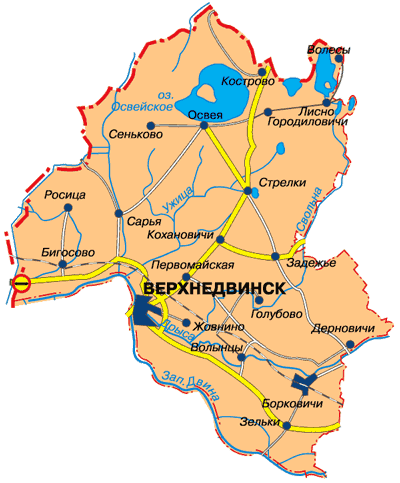 Волесы
Кострово
оз.
Освейское
Лисно
Городиловичи
Освея
Сеньково
Стрелки
Росица
Ужица
Свольна
Сарья
Кохановичи
Бигосово
Задежье
Первомайская
ВЕРХНЕДВИНСК
Голубово
Дрыса
Жовнино
Дерновичи
Волынцы
Зап. Двина
Борковичи
Зельки